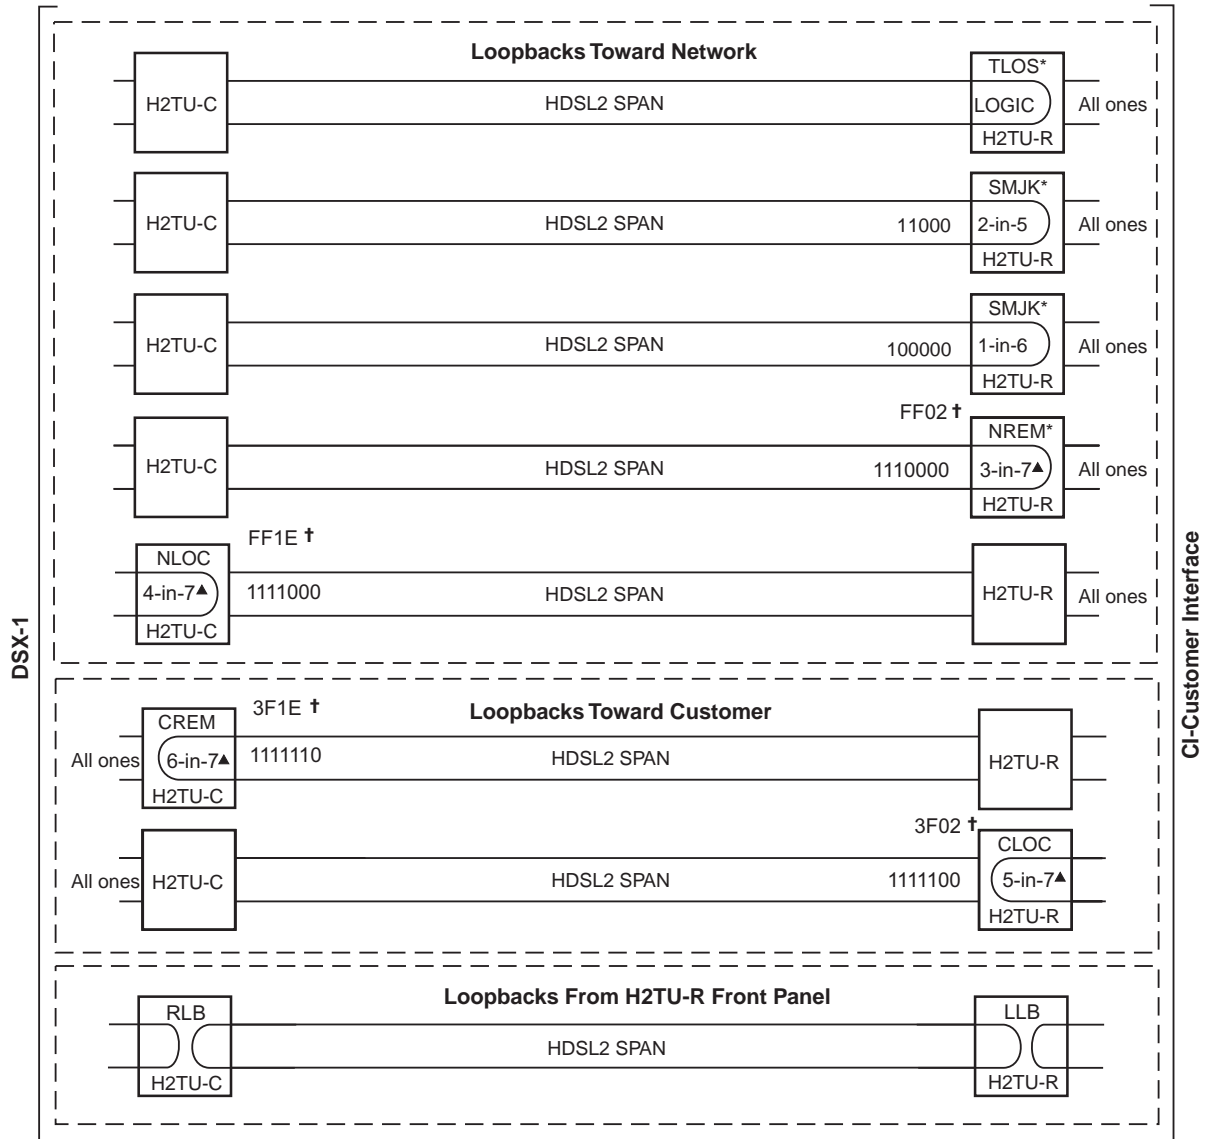 Loopbacks Toward Network
TLOS*
H2TU-C
HDSL2 SPAN
LOGIC
All ones
H2TU-R
SMJK*
H2TU-C
HDSL2 SPAN
11000
2-in-5
All ones
H2TU-R
SMJK*
H2TU-C
HDSL2 SPAN
100000
1-in-6
All ones
H2TU-R
FF02 †
NREM*
H2TU-C
HDSL2 SPAN
1110000
3-in-7▲
All ones
H2TU-R
FF1E †
NLOC
4-in-7▲
1111000
HDSL2 SPAN
H2TU-R
All ones
H2TU-C
DSX-1
CI-Customer Interface
3F1E †
Loopbacks Toward Customer
CREM
All ones
6-in-7▲
1111110
HDSL2 SPAN
H2TU-R
H2TU-C
3F02 †
CLOC
All ones
H2TU-C
HDSL2 SPAN
1111100
5-in-7▲
H2TU-R
Loopbacks From H2TU-R Front Panel
RLB
LLB
HDSL2 SPAN
H2TU-C
H2TU-R